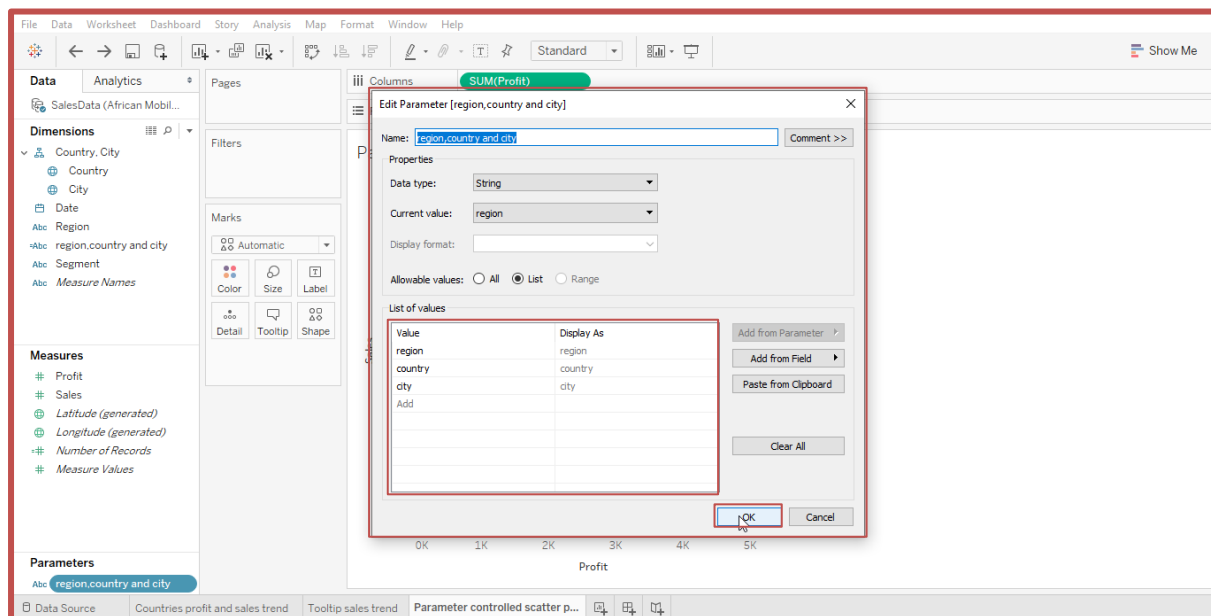 File Data Worksheet Dashboard Story Analysis Map Format Window Help
Standard
Show Me
Data Analytics
Pages
Columns SUM(Profit)
SalesData (African Mobil...
Dimensions
Country, City
Country
City
Date
Abc Region
=Abc region,country and city
Abc Segment
Abc Measure Names
Measures
# Profit
# Sales
Latitude (generated)
Longitude (generated)
=# Number of Records
# Measure Values
Parameters
Abc region,country and city
Filters
Marks
Automatic
Color Size Label
Detail Tooltip Shape
Edit Parameter [region,country and city]
Name: region,country and city Comment >>
Properties
Data type: String
Current value: region
Display format:
Allowable values: All List Range
List of values
Value Display As
region region
country country
city city
Add
Add from Parameter
Add from Field
Paste from Clipboard
Clear All
OK Cancel
0K 1K 2K 3K 4K 5K
Profit
Data Source Countries profit and sales trend Tooltip sales trend Parameter controlled scatter p...